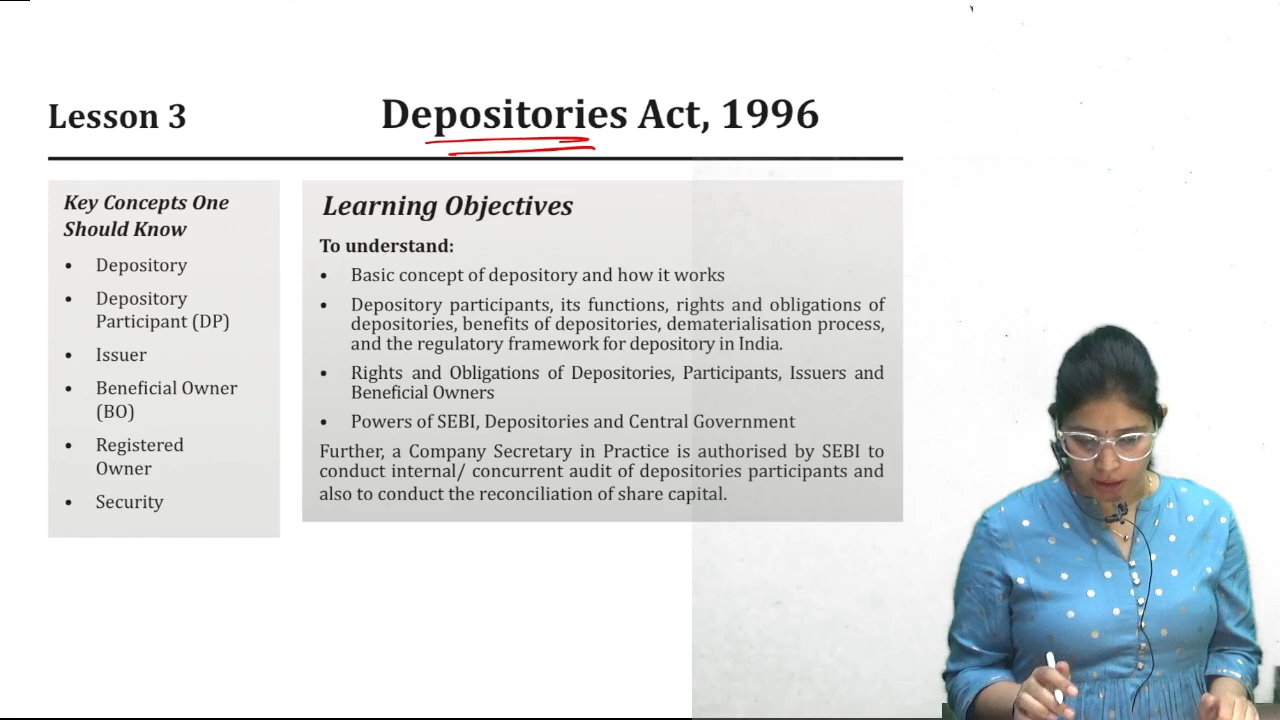 Lesson 3
Depositories Act, 1996
Key Concepts One
Should Know
• Depository
• Depository
Participant (DP)
• Issuer
• Beneficial Owner
(BO)
• Registered
Owner
• Security
Learning Objectives
To understand:
• Basic concept of depository and how it works
• Depository participants, its functions, rights and obligations of
depositories, benefits of depositories, dematerialisation process,
and the regulatory framework for depository in India.
• Rights and Obligations of Depositories, Participants, Issuers and
Beneficial Owners
• Powers of SEBI, Depositories and Central Government
Further, a Company Secretary in Practice is authorised by SEBI to
conduct internal/ concurrent audit of depositories participants and
also to conduct the reconciliation of share capital.